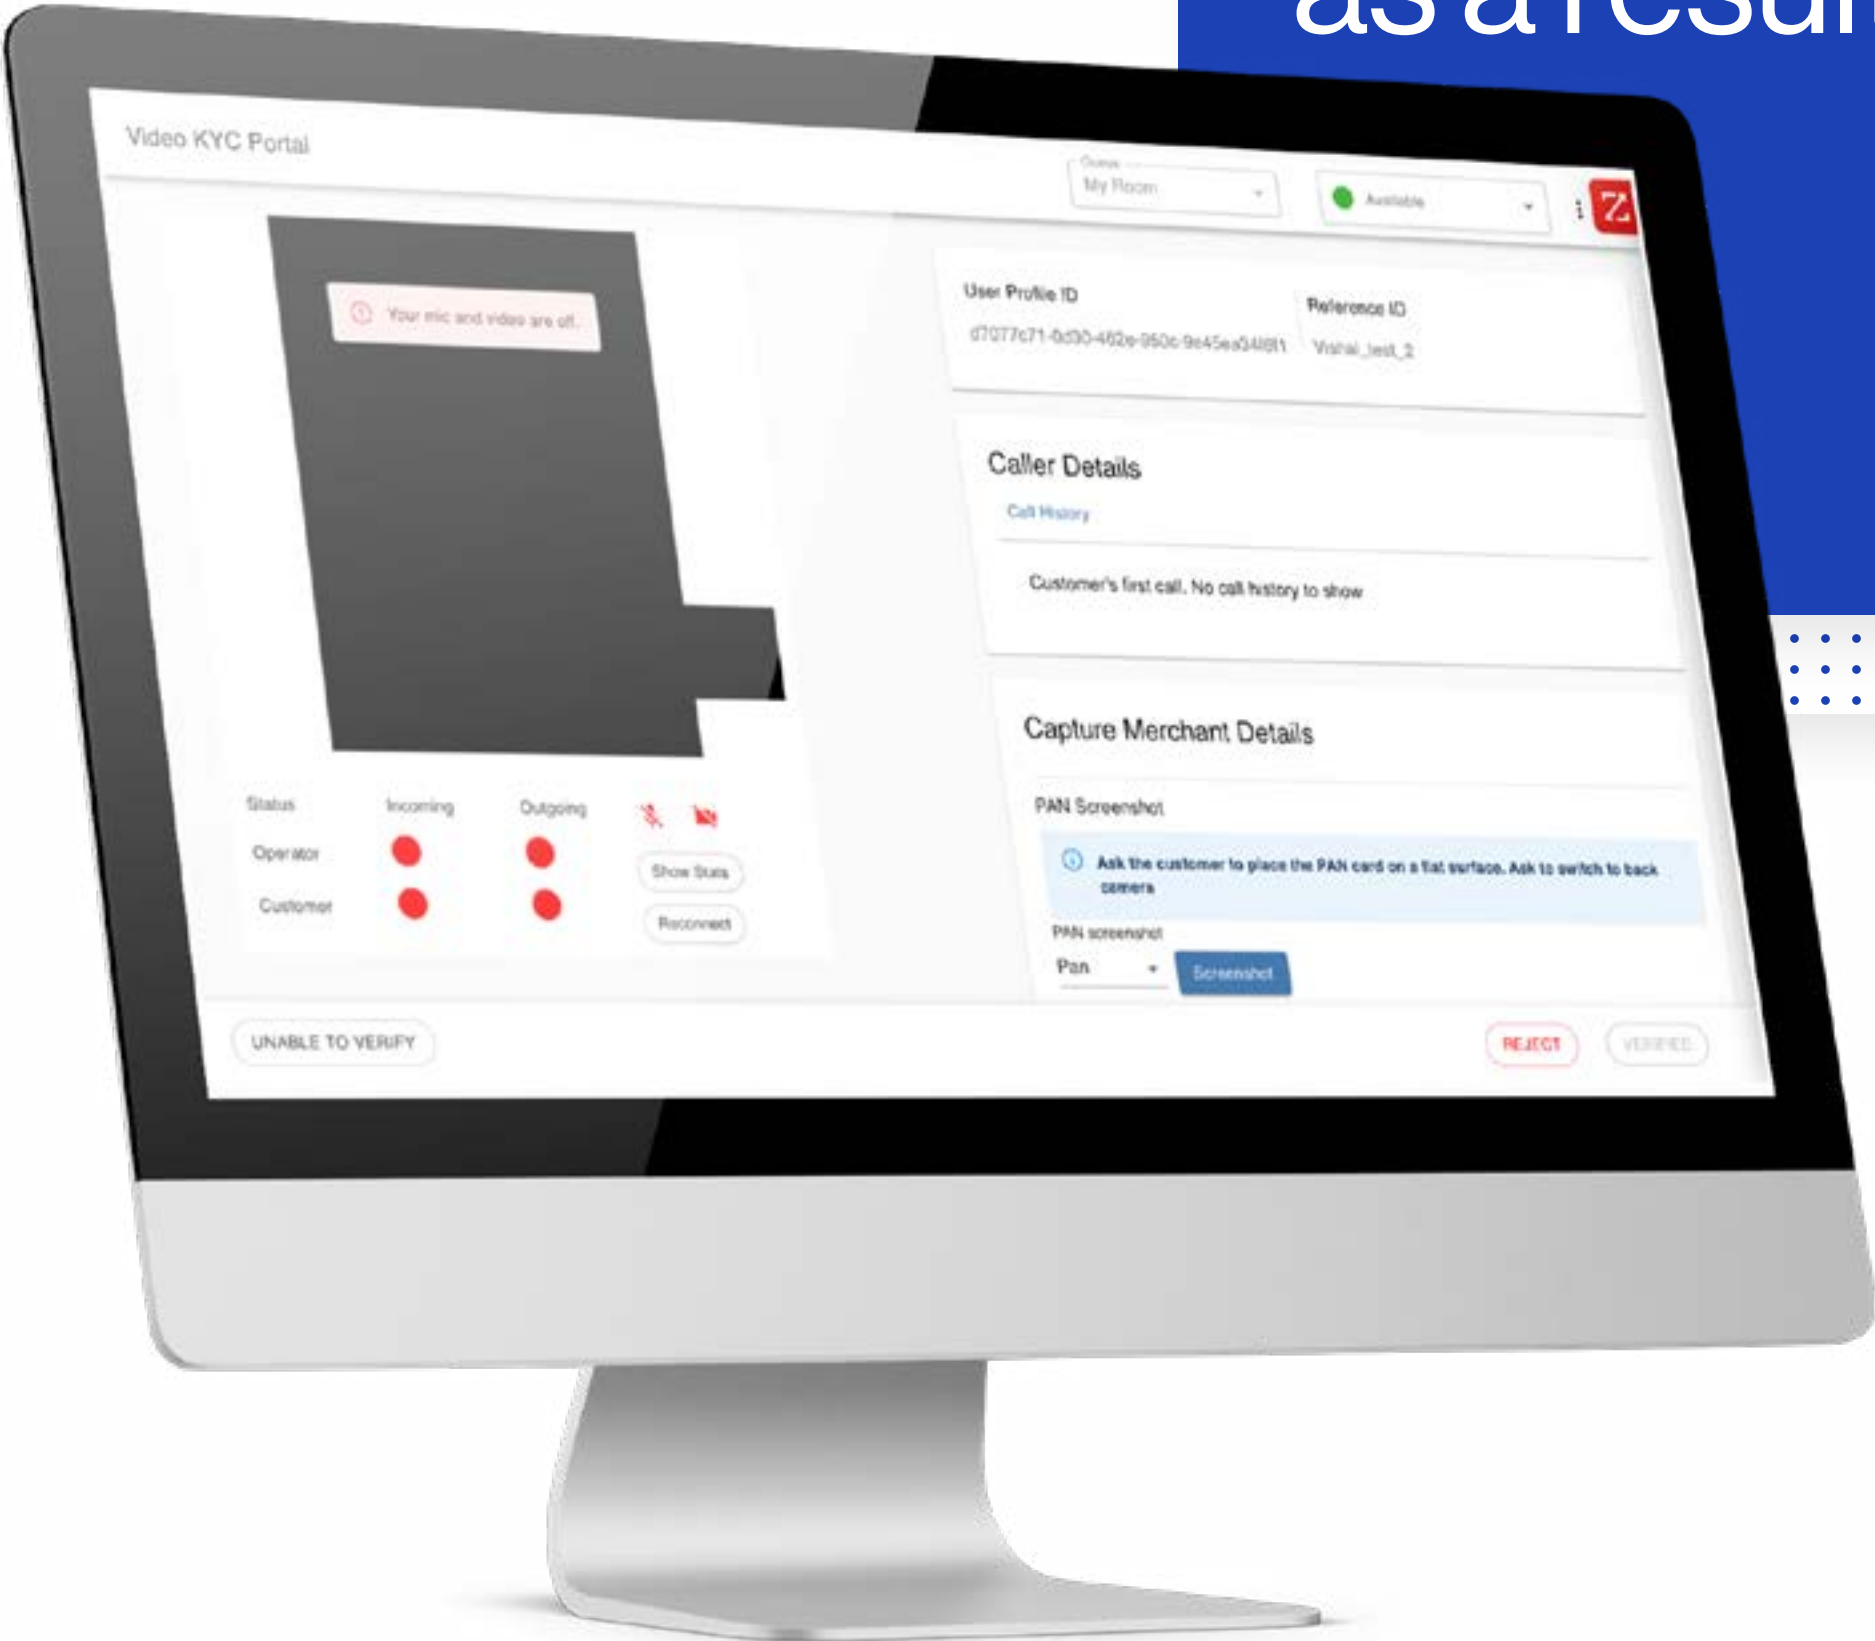 as a resul
Video KYC Portal
Queue
My Room
Available
Z
Your mic and video are off.
User Profile ID
Reference ID
Vishal_test_2
Caller Details
Call History
Customer's first call. No call history to show
Capture Merchant Details
PAN Screenshot
Ask the customer to place the PAN card on a flat surface. Ask to switch to back
camera
PAN screenshot
Pan
Screenshot
Status
Incoming
Outgoing
Operator
Show Stats
Customer
Reconnect
UNABLE TO VERIFY
REJECT
VERIFIED